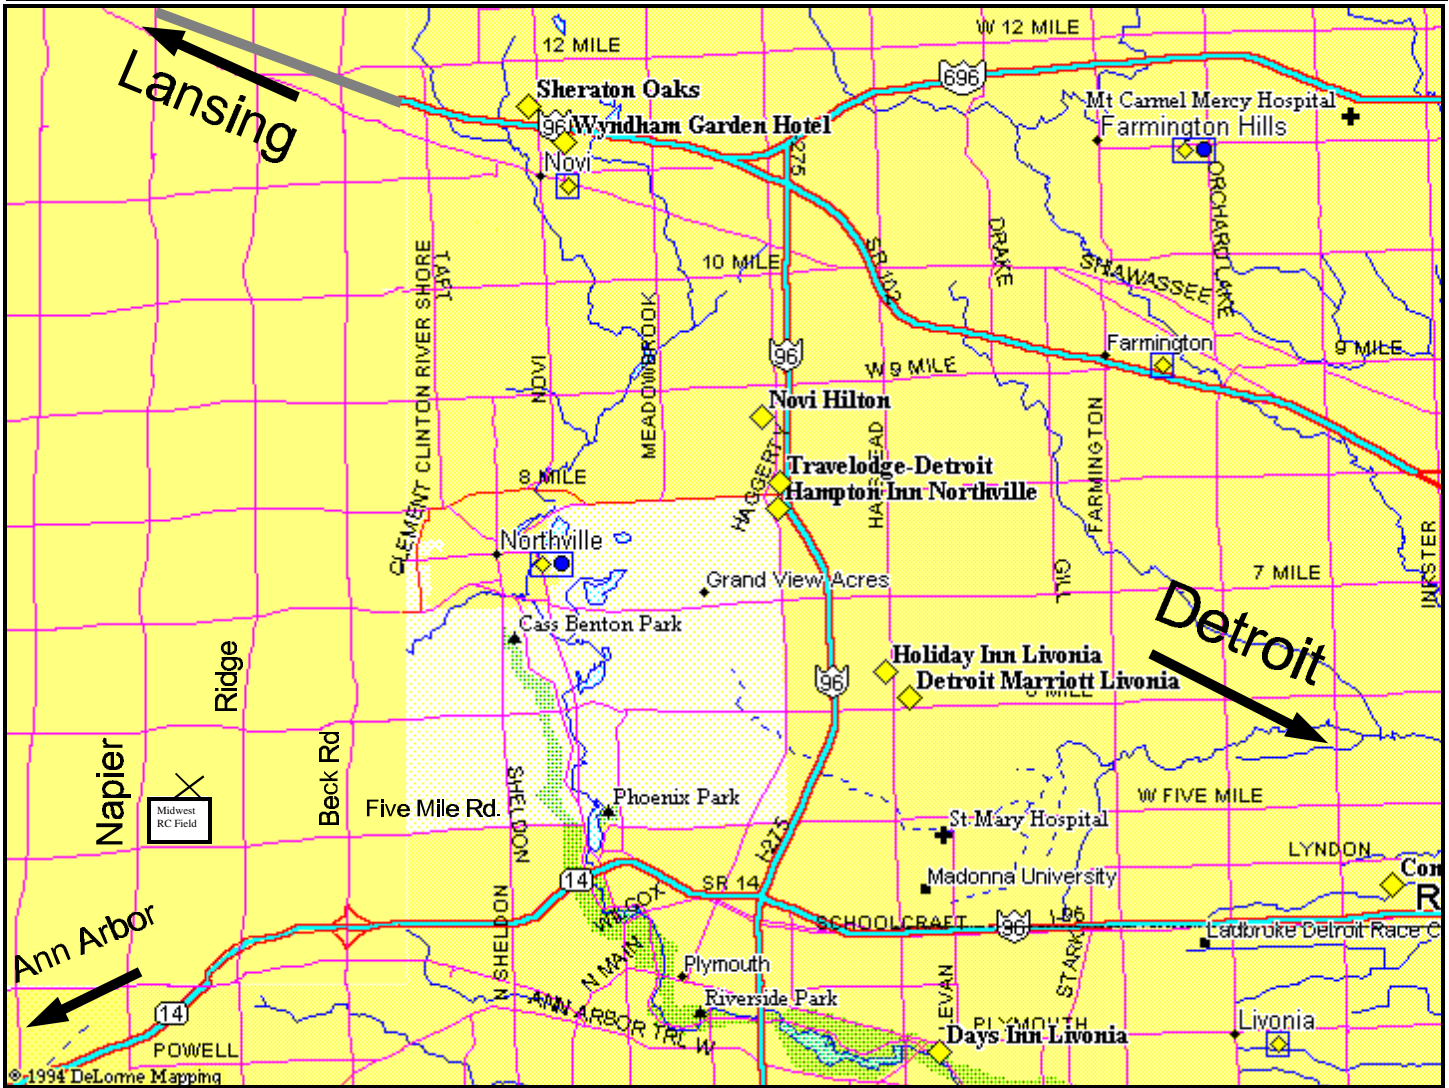 W 12 MILE
12 MILE
696
Lansing
Sheraton Oaks
Mt Carmel Mercy Hospital
96
Wyndham Garden Hotel
Farmington Hills
I-275
Novi
ORCHARD LAKE
DRAKE
SR 102
10 MILE
SHIAWASSEE
CLEMENT CLINTON RIVER SHORE
TAFT
MEADOWBROOK
NOVI
96
Farmington
9 MILE
W 9 MILE
Novi Hilton
FARMINGTON
HAGGERTY
Travelodge-Detroit
8 MILE
Hampton Inn Northville
INKSTER
Northville
GILL
7 MILE
Grand View Acres
Detroit
Cass Benton Park
Ridge
Holiday Inn Livonia
96
Detroit Marriott Livonia
6 MILE
Napier
Beck Rd
SHELDON
Midwest
RC Field
Five Mile Rd.
Phoenix Park
W FIVE MILE
St Mary Hospital
I-275
LYNDON
14
SR 14
Madonna University
Con
R
WILCOX
SCHOOLCRAFT
96
I-96
Ladbroke Detroit Race C
Ann Arbor
N SHELDON
N MAIN
Plymouth
STARK
LEVAN
14
ANN ARBOR TRL W
Riverside Park
PLYMOUTH
Livonia
Days Inn Livonia
POWELL
© 1994 DeLorme Mapping